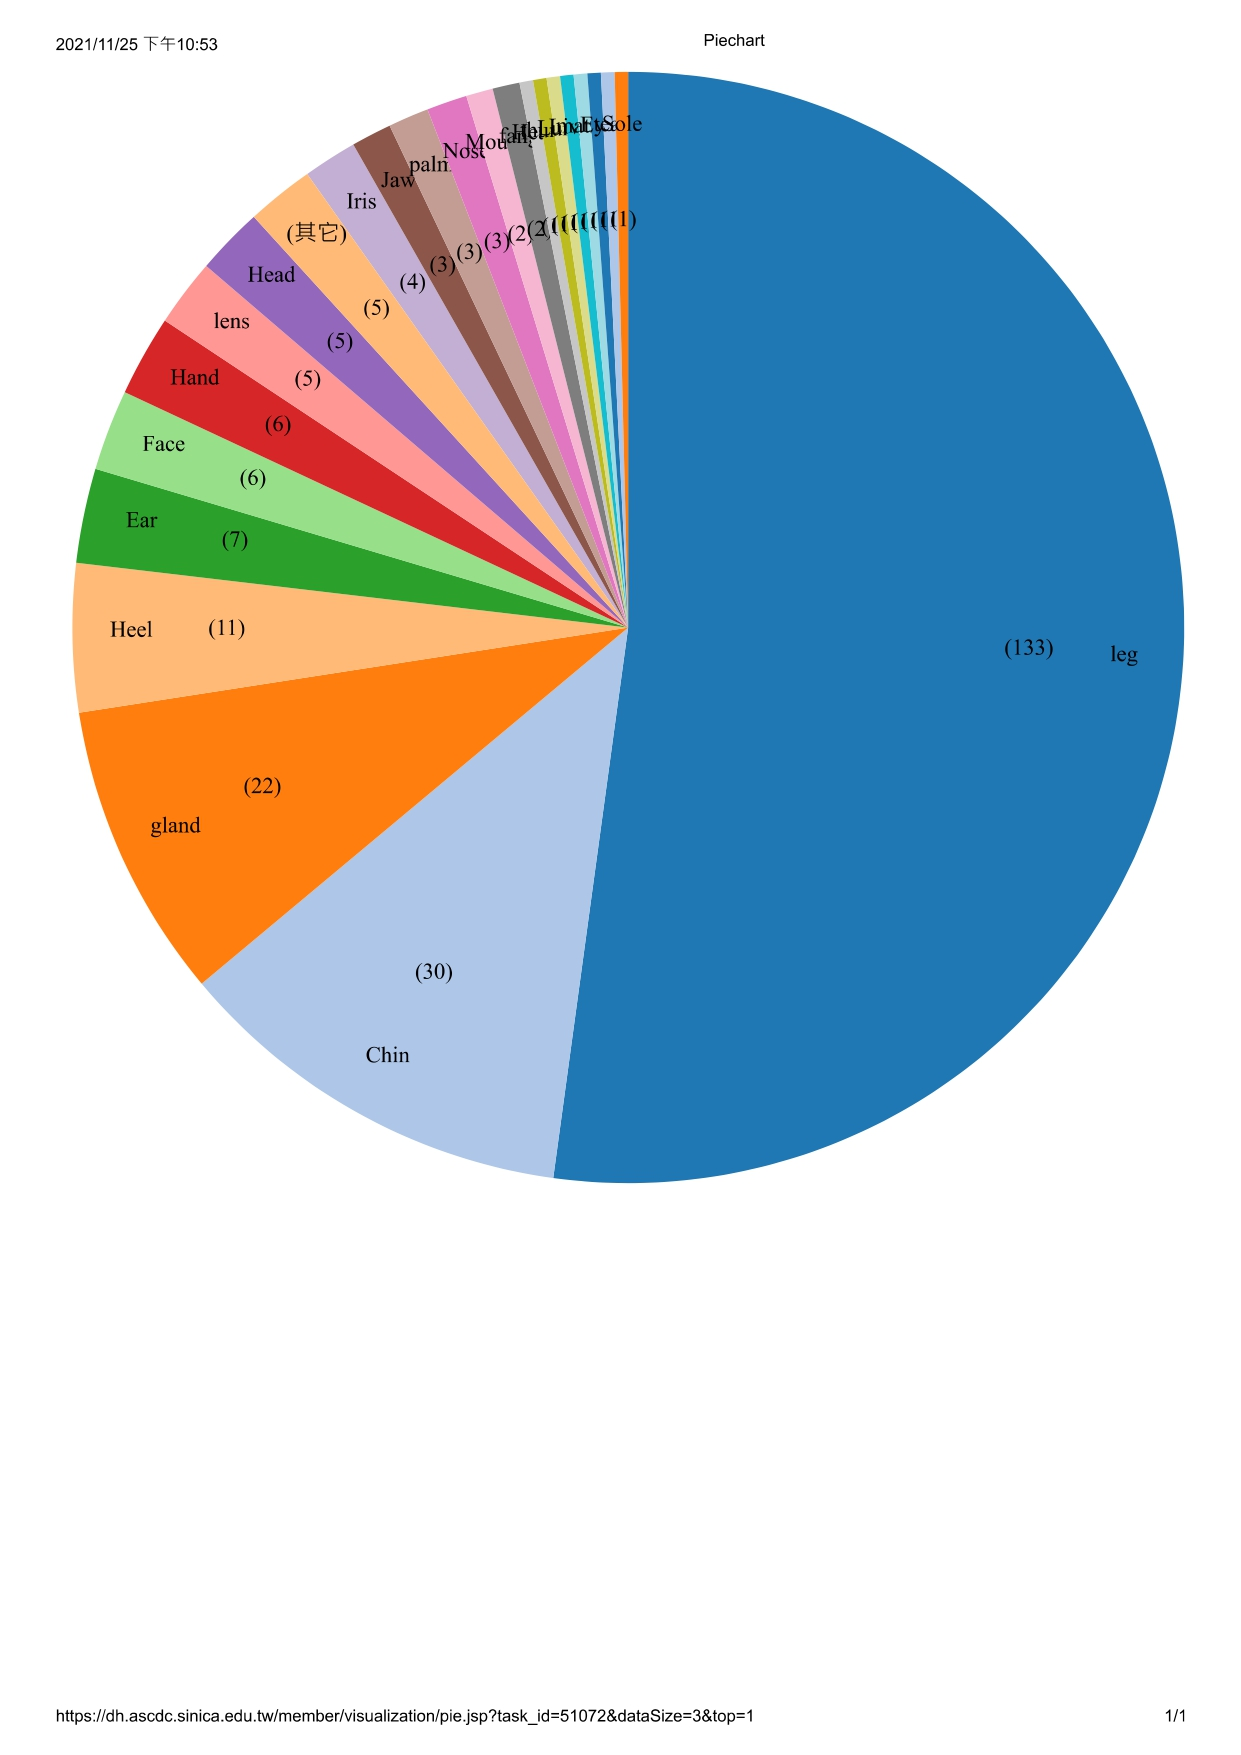 2021/11/25 下午10:53
Piechart
Sole
(1)
Mou
Nose
palm
Jaw
Iris
(其它)
Head
lens
Hand
Face
Ear
Heel
gland
Chin
leg
(2)
(3)
(3)
(3)
(4)
(5)
(5)
(5)
(6)
(6)
(7)
(11)
(22)
(30)
(133)
https://dh.ascdc.sinica.edu.tw/member/visualization/pie.jsp?task_id=51072&dataSize=3&top=1
1/1